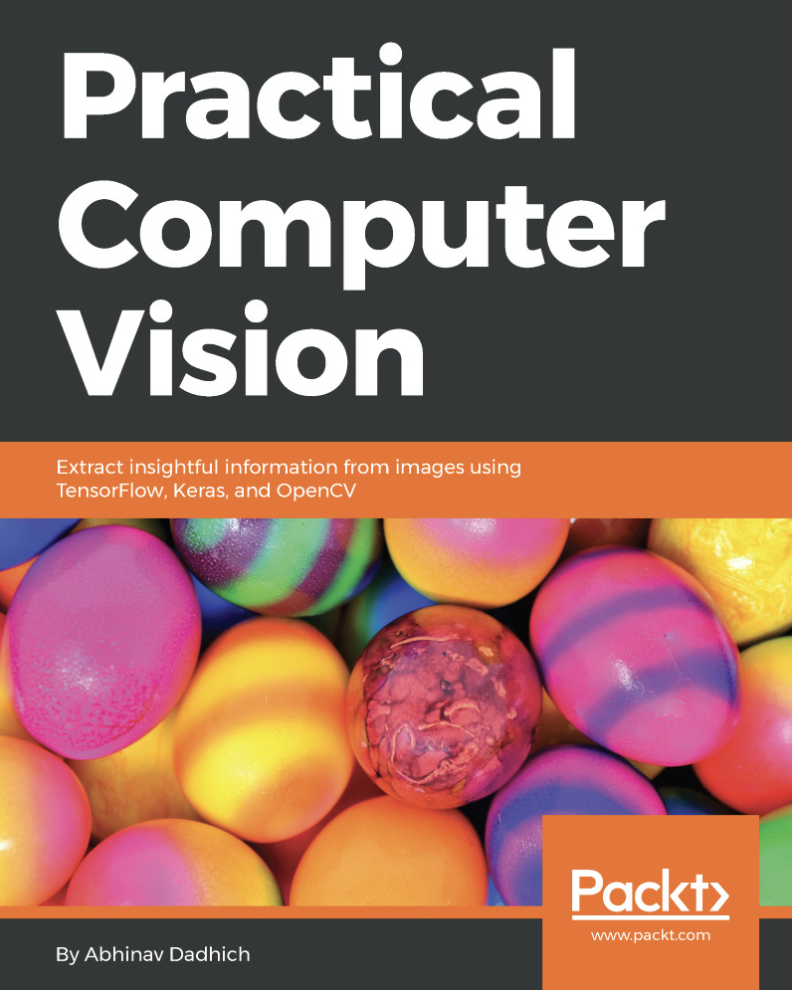 Practical
Computer
Vision
Extract insightful information from images using
TensorFlow, Keras, and OpenCV
Packt>
www.packt.com
By Abhinav Dadhich